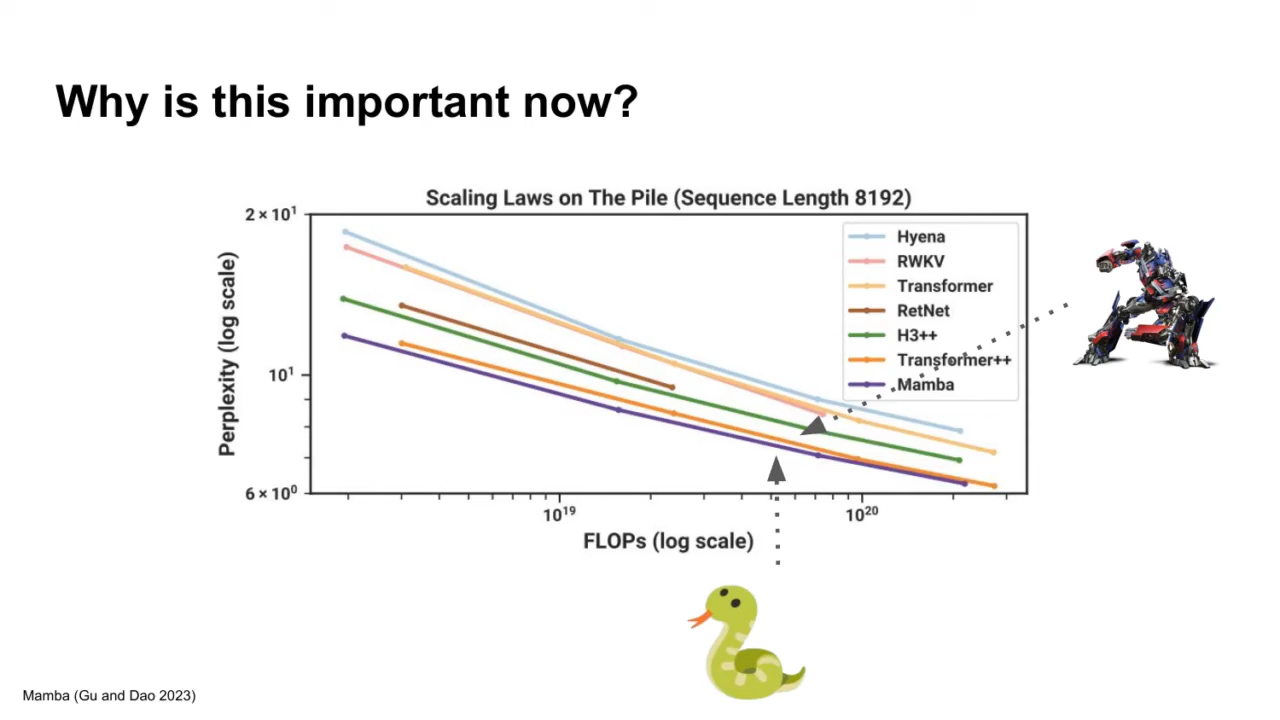 Why is this important now?
Scaling Laws on The Pile (Sequence Length 8192)
2 × 10¹
10¹
6 × 10⁰
Perplexity (log scale)
Hyena
RWKV
Transformer
RetNet
H3++
Transformer++
Mamba
10¹⁹
10²⁰
FLOPs (log scale)
Mamba (Gu and Dao 2023)